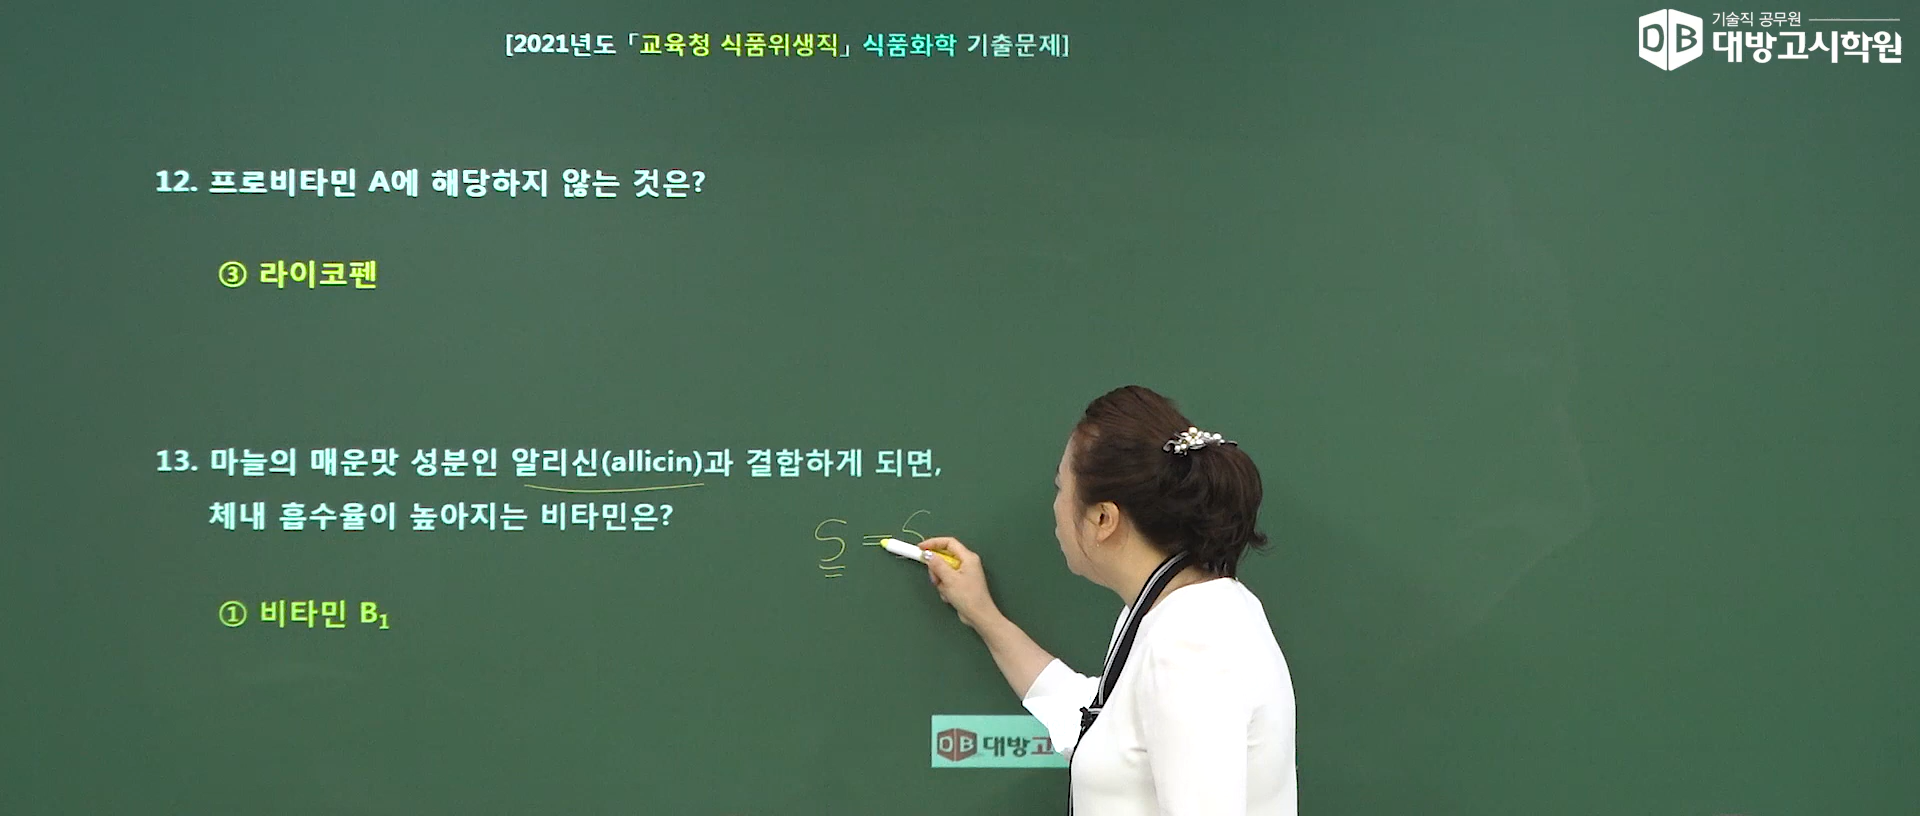 [2021년도 「교육청 식품위생직」 식품화학 기출문제]
기술직 공무원
DB 대방고시학원
12. 프로비타민 A에 해당하지 않는 것은?
③ 라이코펜
13. 마늘의 매운맛 성분인 알리신(allicin)과 결합하게 되면,
체내 흡수율이 높아지는 비타민은?
S = S
① 비타민 B₁
DB 대방고